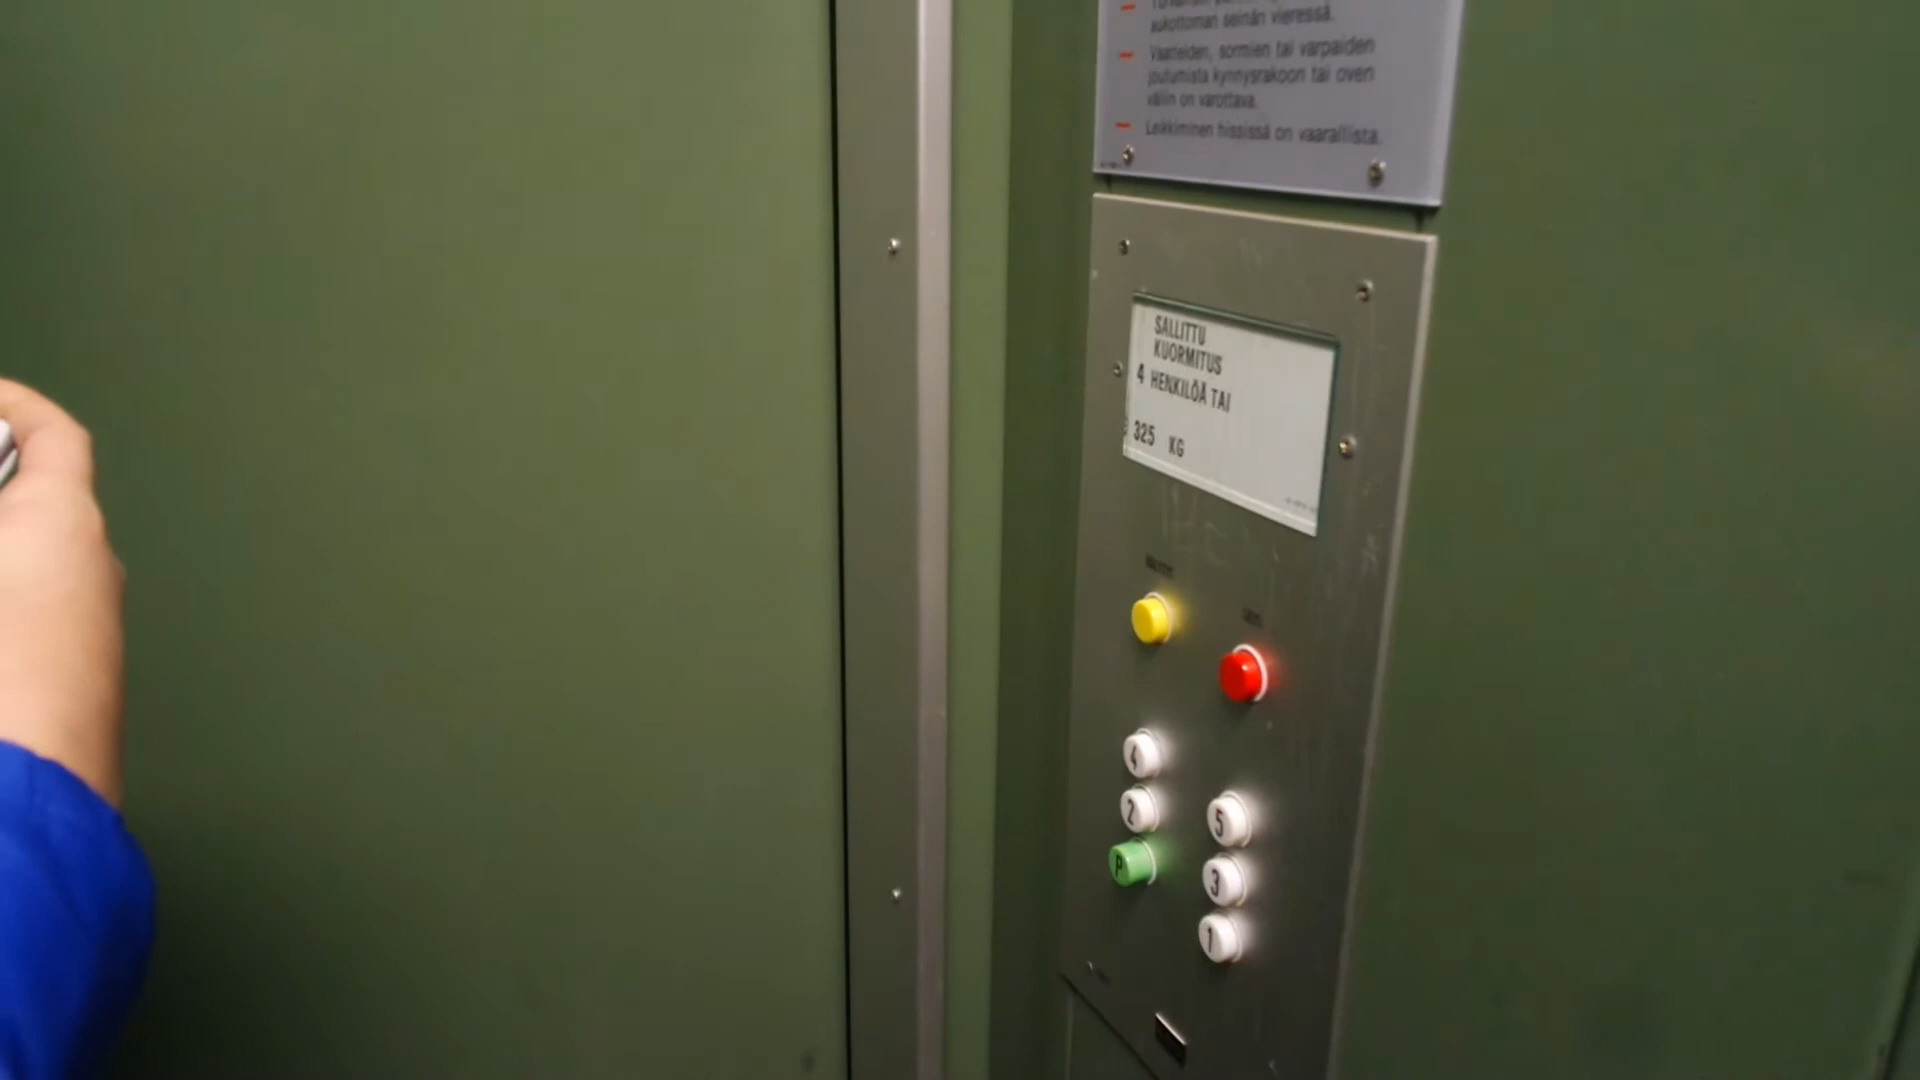 aukottoman seinän vieressä.
Vaatteiden, sormien tai varpaiden
joutumista kynnysrakoon tai oven
väliin on varottava.
Leikkiminen hississä on vaarallista.
SALLITTU
KUORMITUS
4 HENKILÖÄ TAI
325 KG
4
2 5
P 3
1